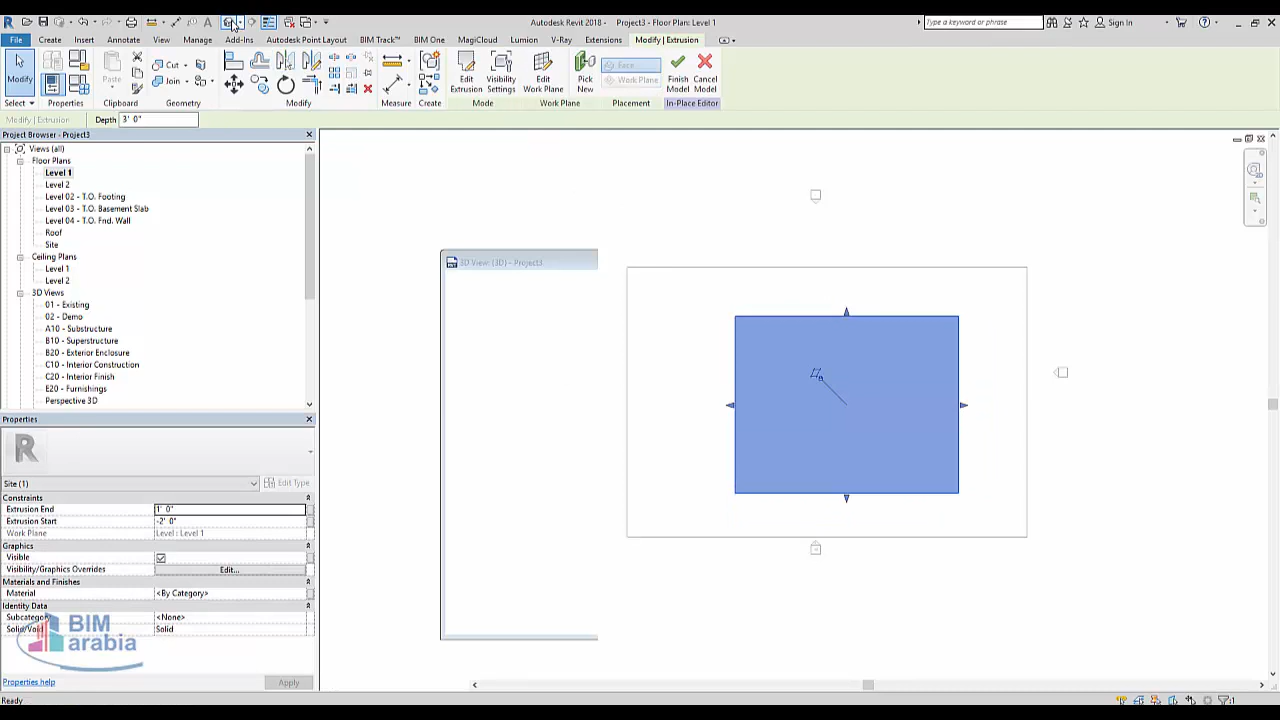 Autodesk Revit 2018 - Project3 - Floor Plan: Level 1
Type a keyword or phrase
Sign In
File Create Insert Annotate View Manage Add-Ins Autodesk Point Layout BIM Track™ BIM One MagiCloud Lumion V-Ray Extensions Modify | Extrusion
Modify
Paste
Cut
Join
Edit Extrusion
Visibility Settings
Edit Work Plane
Pick New
Face
Work Plane
Finish Model
Cancel Model
Select Properties Clipboard Geometry Modify Measure Create Mode Work Plane Placement In-Place Editor
Modify | Extrusion Depth 3' 0"
Project Browser - Project3
Views (all)
Floor Plans
Level 1
Level 2
Level 02 - T.O. Footing
Level 03 - T.O. Basement Slab
Level 04 - T.O. Fnd. Wall
Roof
Site
Ceiling Plans
Level 1
Level 2
3D Views
01 - Existing
02 - Demo
A10 - Substructure
B10 - Superstructure
B20 - Exterior Enclosure
C10 - Interior Construction
C20 - Interior Finish
E20 - Furnishings
Perspective 3D
3D View: {3D} - Project3
Properties
R
Site (1) Edit Type
Constraints
Extrusion End 1' 0"
Extrusion Start -2' 0"
Work Plane Level : Level 1
Graphics
Visible
Visibility/Graphics Overrides Edit...
Materials and Finishes
Material <By Category>
Identity Data
Subcategory <None>
Solid/Void Solid
BIM
arabia
Properties help Apply
Ready
:1